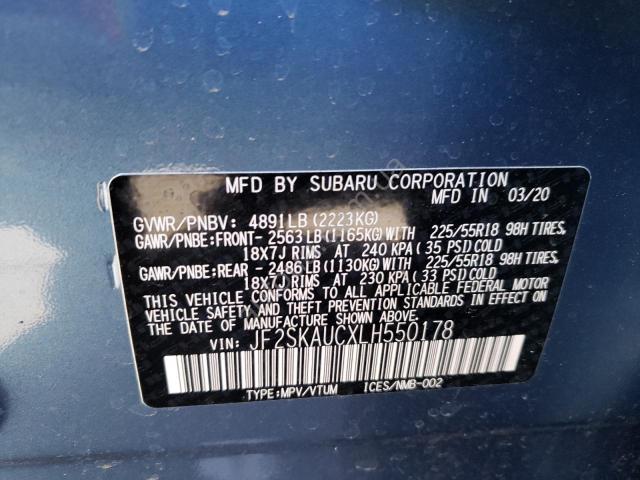 MFD BY SUBARU CORPORATION
MFD IN 03/20
GVWR/PNBV: 4891LB(2223KG)
GAWR/PNBE:FRONT- 2563LB(1165KG)WITH 225/55R18 98H TIRES,
18X7J RIMS AT 240 KPA(35 PSI)COLD
GAWR/PNBE:REAR - 2486LB(1130KG)WITH 225/55R18 98H TIRES,
18X7J RIMS AT 230 KPA(33 PSI)COLD
THIS VEHICLE CONFORMS TO ALL APPLICABLE FEDERAL
MOTOR VEHICLE SAFETY AND THEFT PREVENTION STANDARDS IN EFFECT ON
THE DATE OF MANUFACTURE SHOWN ABOVE.
VIN: JF2SKAUCXLH550178
TYPE:MPV/VTUM ICES/NMB-002